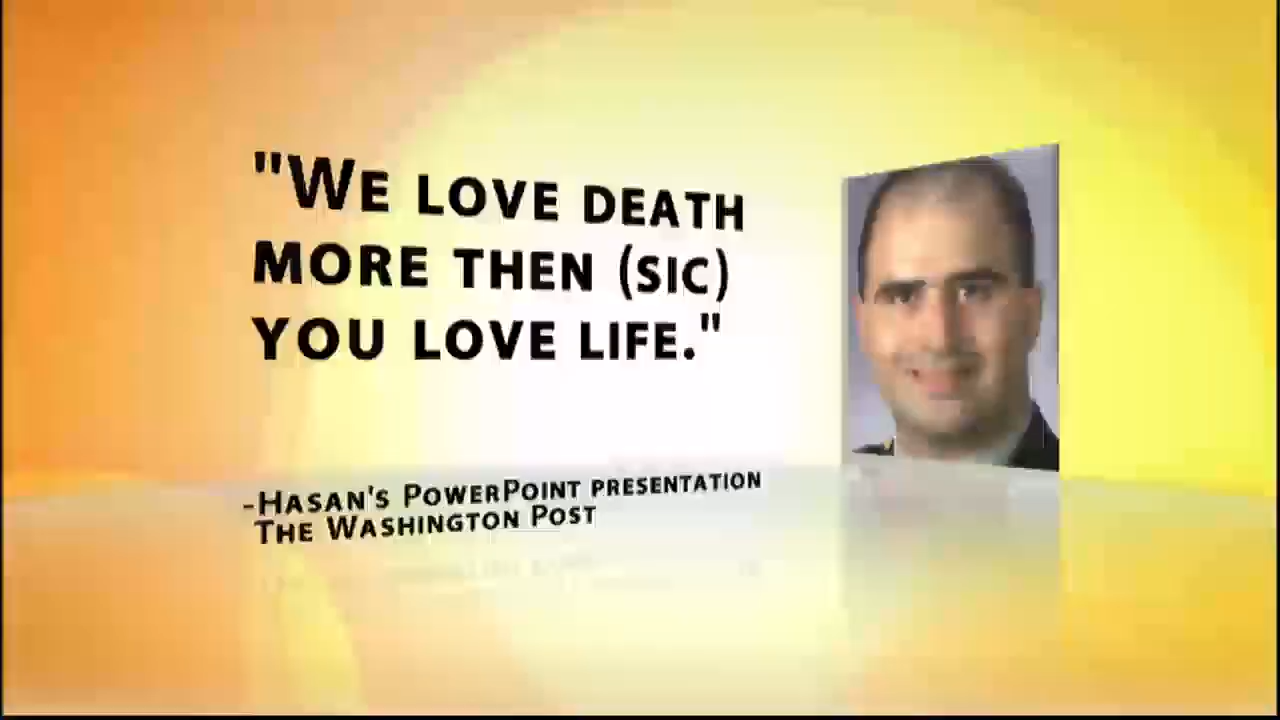 "WE LOVE DEATH
MORE THEN (SIC)
YOU LOVE LIFE."
-HASAN'S POWERPOINT PRESENTATION
THE WASHINGTON POST